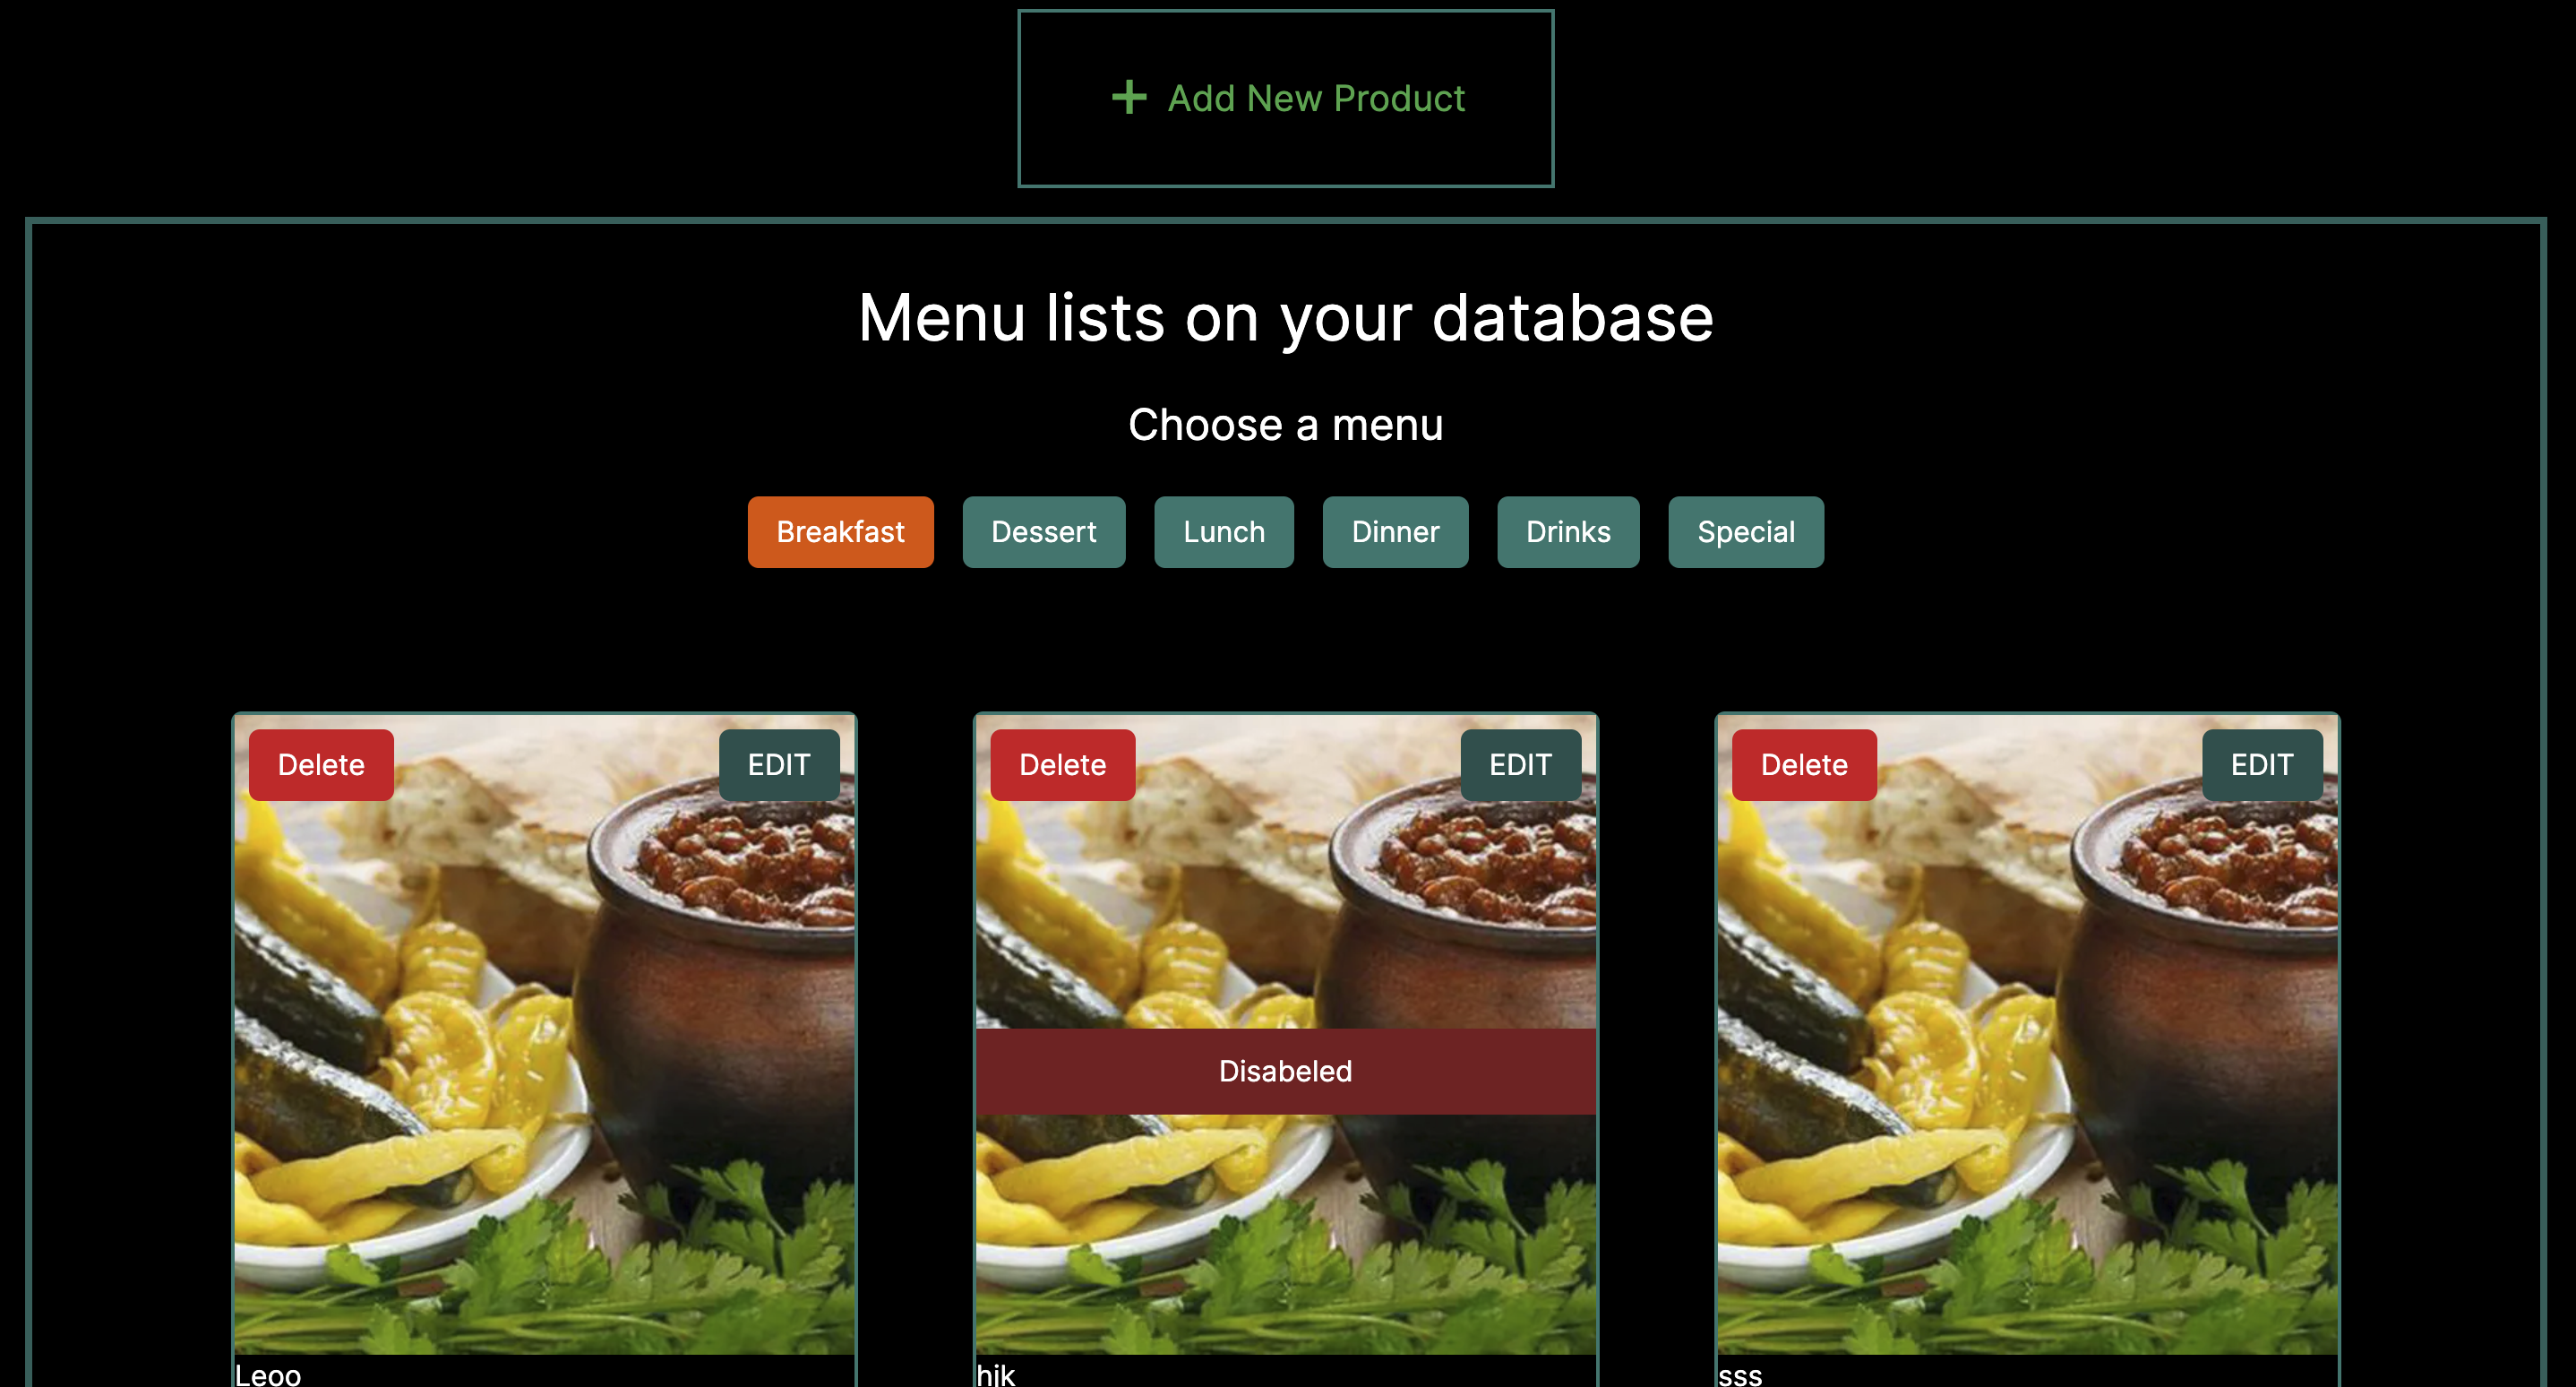 + Add New Product
Menu lists on your database
Choose a menu
Breakfast Dessert Lunch Dinner Drinks Special
Delete EDIT Delete EDIT Delete EDIT
Disabeled
Leoo hjk sss